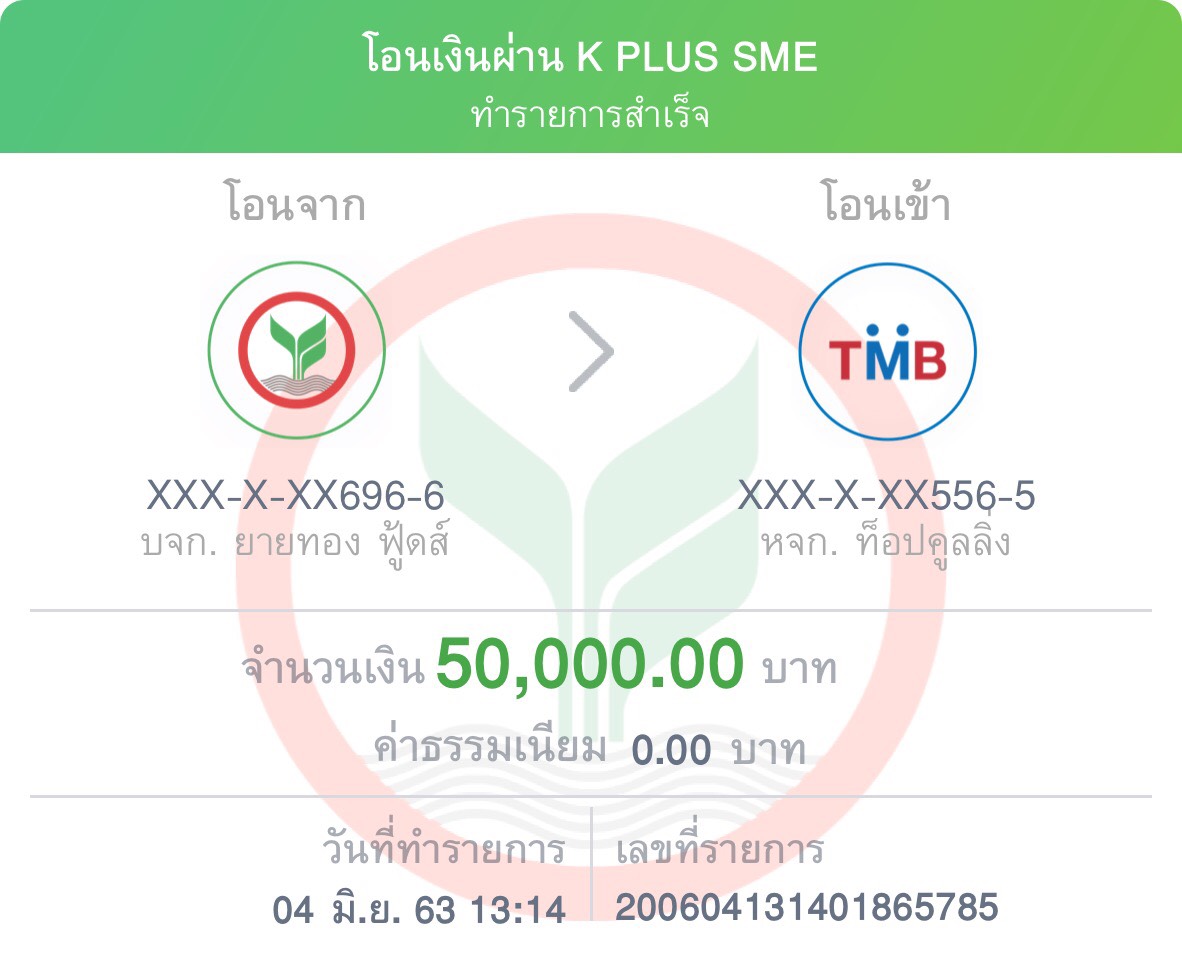 โอนเงินผ่าน K PLUS SME
ทำรายการสำเร็จ
โอนจาก
โอนเข้า
TMB
XXX-X-XX696-6
XXX-X-XX556-5
บจก. ยายทอง ฟู้ดส์
หจก. ท็อปคูลลิ่ง
จำนวนเงิน 50,000.00 บาท
ค่าธรรมเนียม 0.00 บาท
วันที่ทำรายการ
เลขที่รายการ
04 มิ.ย. 63 13:14
200604131401865785